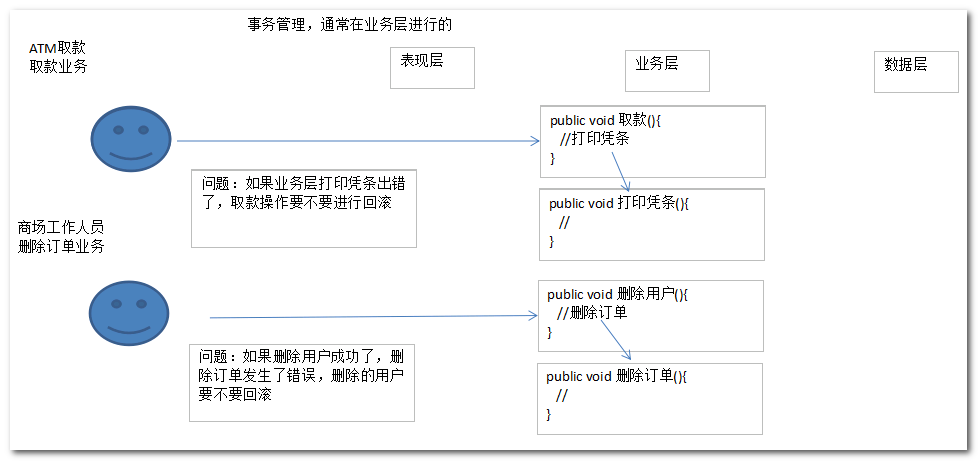 事务管理，通常在业务层进行的
ATM取款
取款业务
表现层
业务层
数据层
public void 取款(){
//打印凭条
}
问题：如果业务层打印凭条出错
了，取款操作要不要进行回滚
public void 打印凭条(){
//
}
商场工作人员
删除订单业务
public void 删除用户(){
//删除订单
}
问题：如果删除用户成功了，删
除订单发生了错误，删除的用户
要不要回滚
public void 删除订单(){
//
}